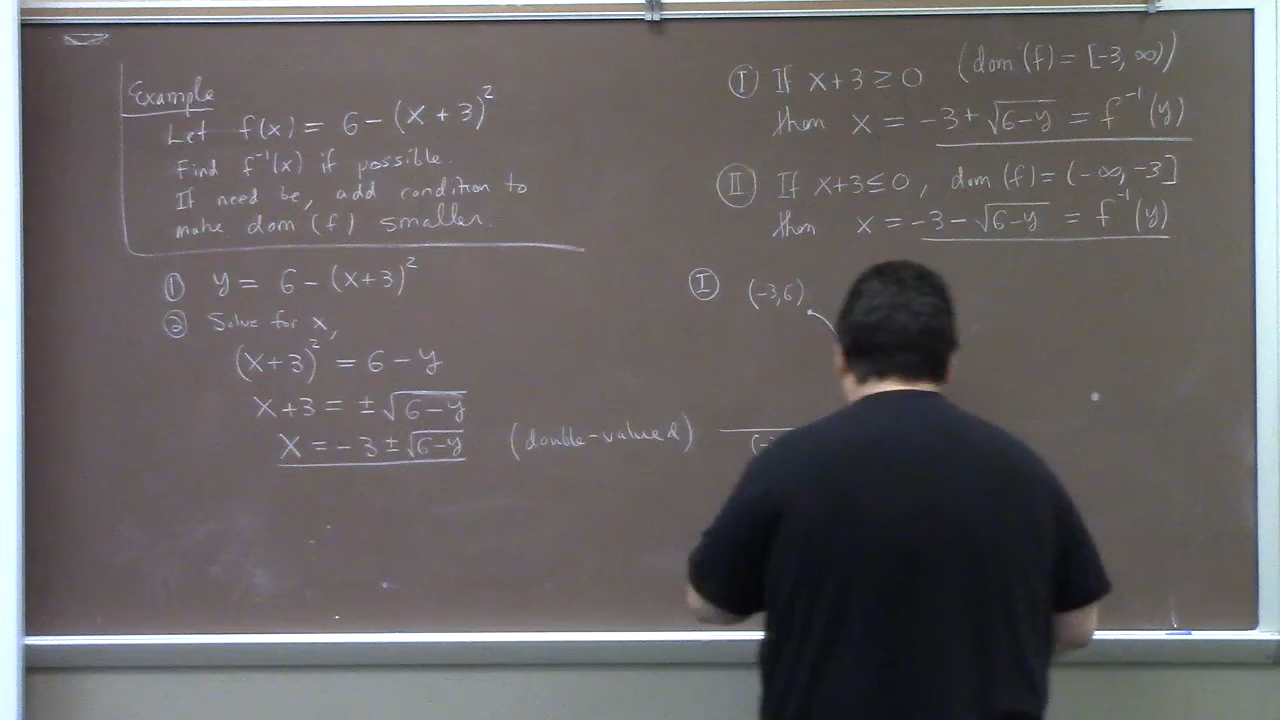 Example
Let f(x) = 6 - (x + 3)²
Find f⁻¹(x) if possible.
If need be, add condition to
make dom (f) smaller.
① y = 6 - (x+3)²
② Solve for x,
(x+3)² = 6 - y
x+3 = ±√(6-y)
x = -3 ± √(6-y) (double-valued)
Ⓘ If x+3 ≥ 0 (dom (f) = [-3, ∞))
then x = -3 + √(6-y) = f⁻¹(y)
Ⅱ If x+3 ≤ 0, dom (f) = (-∞, -3]
then x = -3 - √(6-y) = f⁻¹(y)
Ⓘ (-3,6)